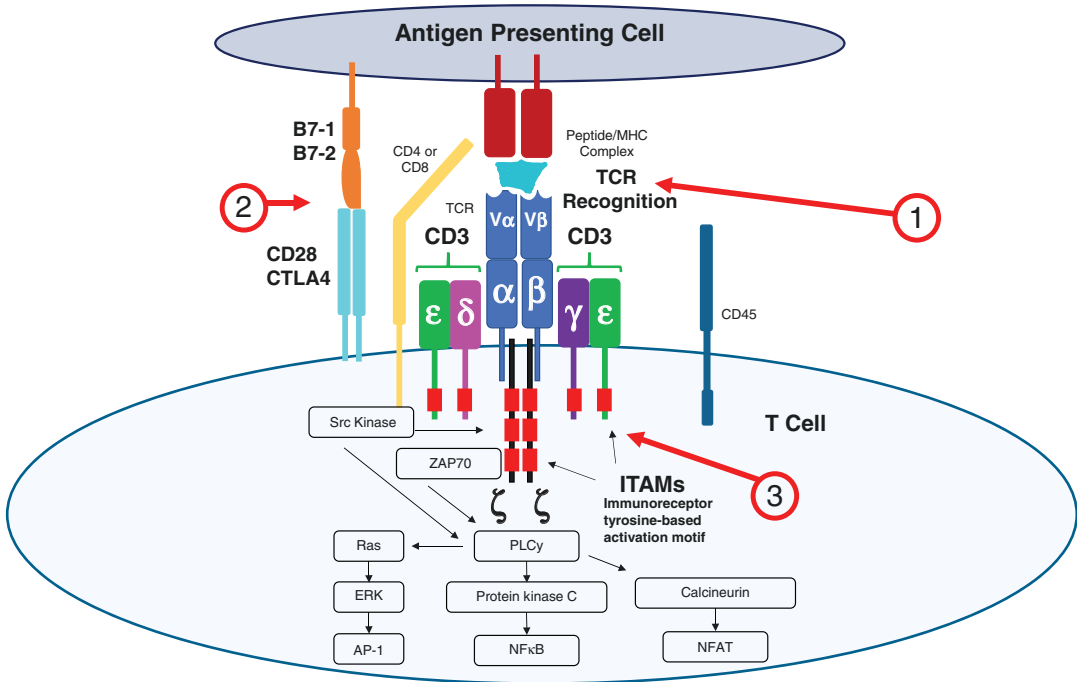 Antigen Presenting Cell
B7-1
B7-2
CD4 or
CD8
Peptide/MHC
Complex
TCR
Recognition
1
2
TCR
Vα
Vβ
CD3
CD3
CD28
CTLA4
ε
δ
α
β
γ
ε
CD45
T Cell
Src Kinase
ZAP70
ITAMs
Immunoreceptor
tyrosine-based
activation motif
3
ζ
ζ
Ras
PLCy
ERK
Protein kinase C
Calcineurin
AP-1
NFκB
NFAT